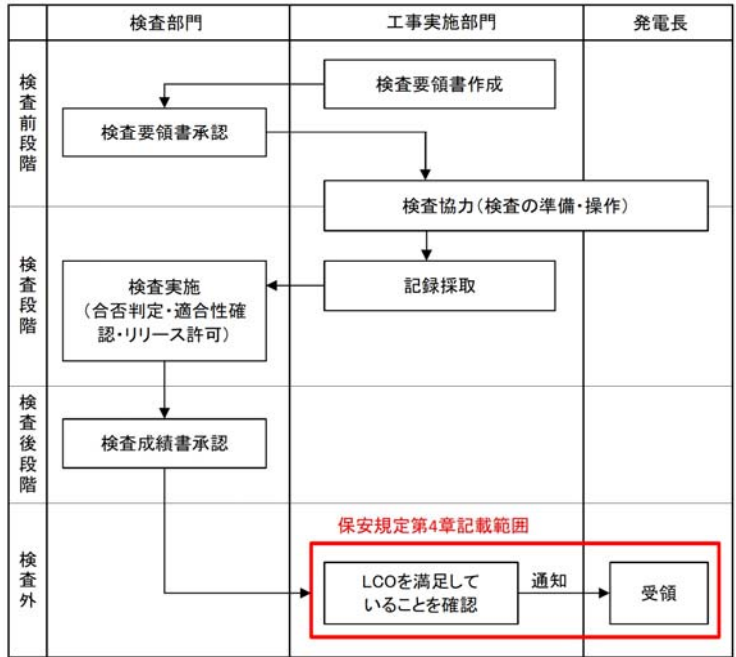 検査部門
工事実施部門
発電長
検査前段階
検査要領書作成
検査要領書承認
検査協力(検査の準備・操作)
検査段階
記録採取
検査実施
(合否判定・適合性確
認・リリース許可)
検査後段階
検査成績書承認
検査外
保安規定第4章記載範囲
LCOを満足して
いることを確認
通知
受領